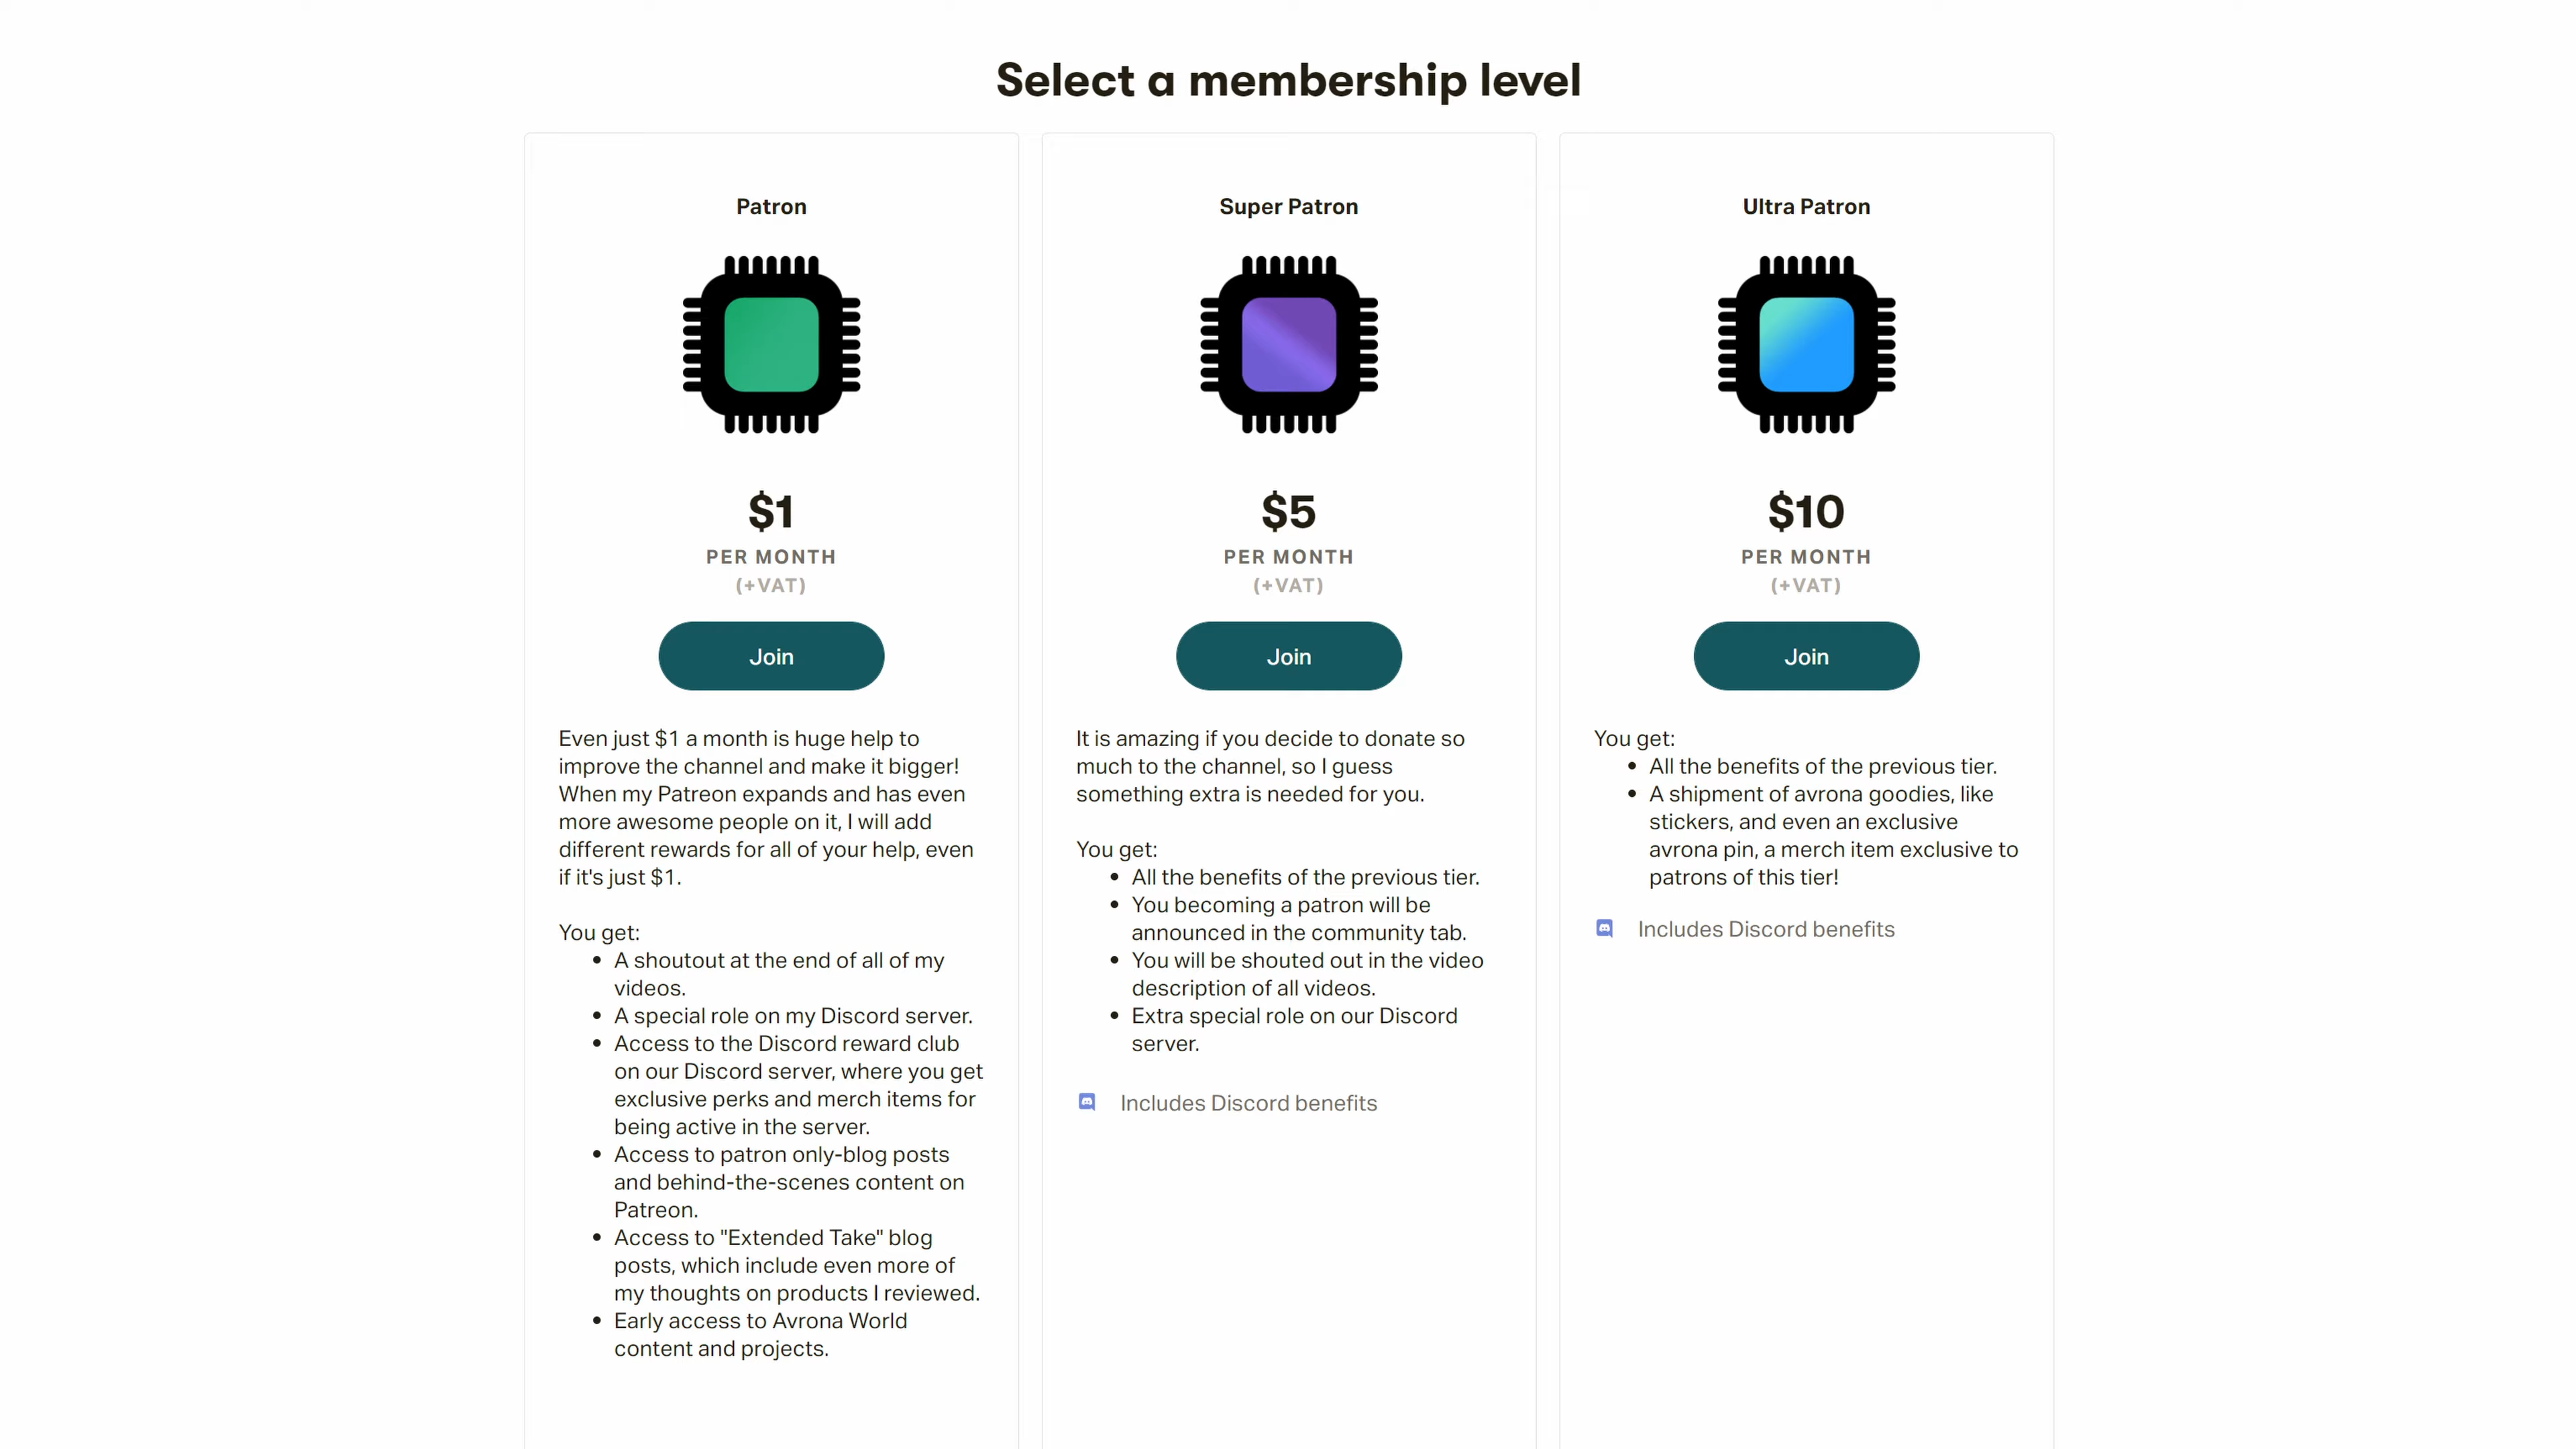 Select a membership level
Patron
$1
PER MONTH
(+VAT)
Join
Even just $1 a month is huge help to
improve the channel and make it bigger!
When my Patreon expands and has even
more awesome people on it, I will add
different rewards for all of your help, even
if it's just $1.
You get:
• A shoutout at the end of all of my
videos.
• A special role on my Discord server.
• Access to the Discord reward club
on our Discord server, where you get
exclusive perks and merch items for
being active in the server.
• Access to patron only-blog posts
and behind-the-scenes content on
Patreon.
• Access to "Extended Take" blog
posts, which include even more of
my thoughts on products I reviewed.
• Early access to Avrona World
content and projects.
Super Patron
$5
PER MONTH
(+VAT)
Join
It is amazing if you decide to donate so
much to the channel, so I guess
something extra is needed for you.
You get:
• All the benefits of the previous tier.
• You becoming a patron will be
announced in the community tab.
• You will be shouted out in the video
description of all videos.
• Extra special role on our Discord
server.
Includes Discord benefits
Ultra Patron
$10
PER MONTH
(+VAT)
Join
You get:
• All the benefits of the previous tier.
• A shipment of avrona goodies, like
stickers, and even an exclusive
avrona pin, a merch item exclusive to
patrons of this tier!
Includes Discord benefits